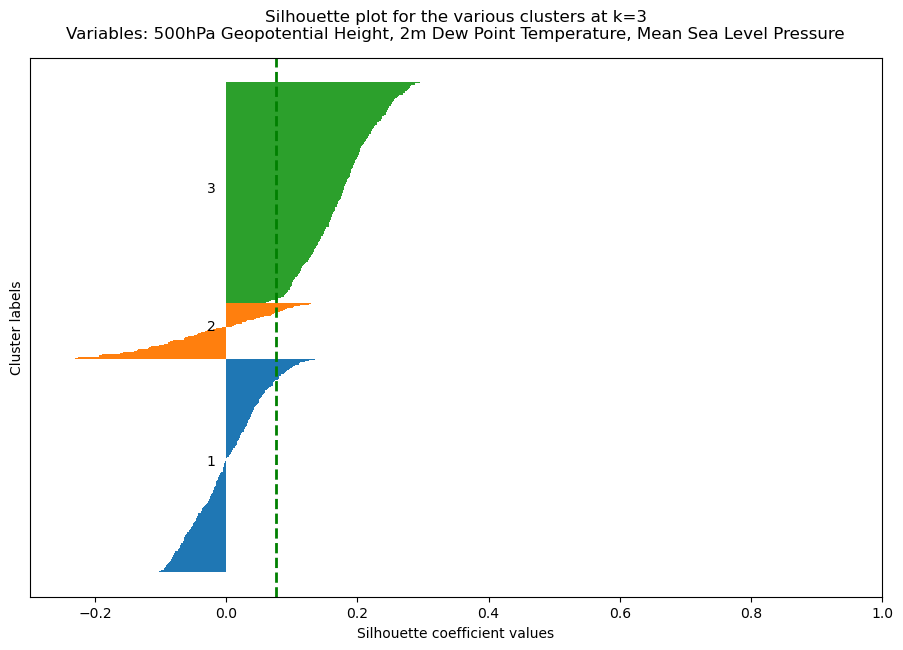 Silhouette plot for the various clusters at k=3
Variables: 500hPa Geopotential Height, 2m Dew Point Temperature, Mean Sea Level Pressure
Cluster labels
3
2
1
−0.2 0.0 0.2 0.4 0.6 0.8 1.0
Silhouette coefficient values